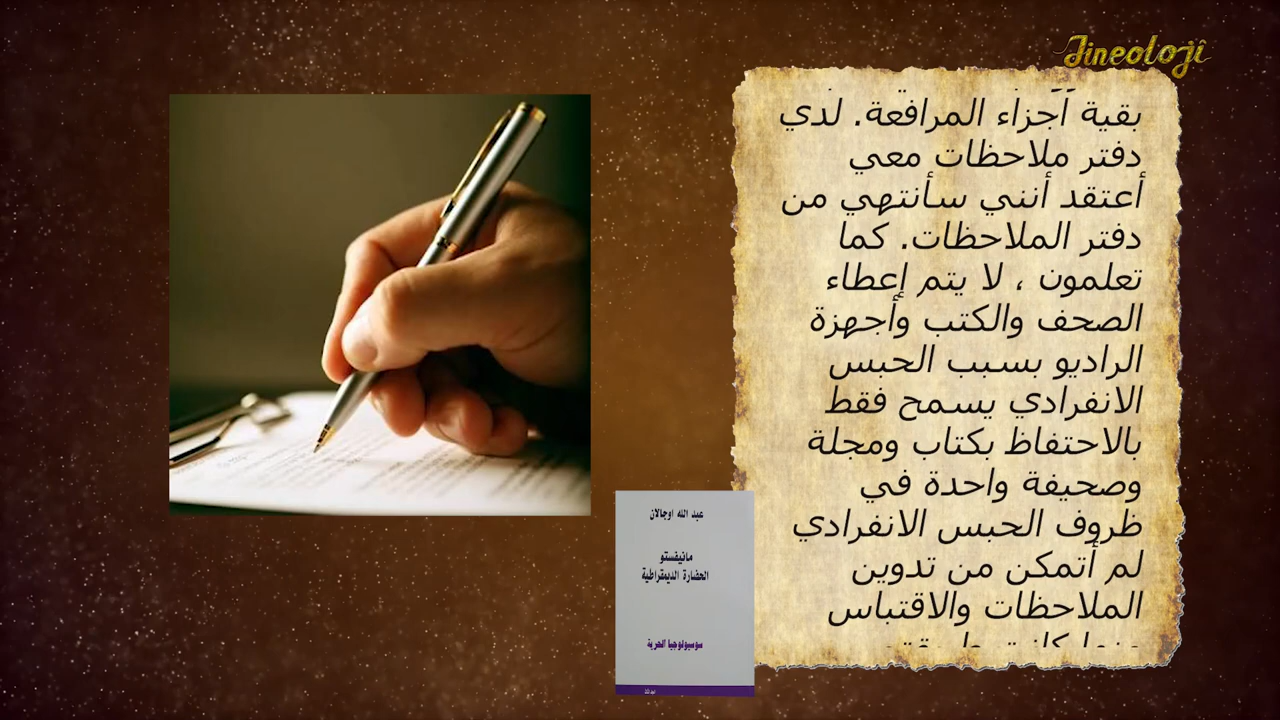 Jineolojî
بقية أجزاء المرافعة. لدي
دفتر ملاحظات معي
أعتقد أنني سأنتهي من
دفتر الملاحظات. كما
تعلمون ، لا يتم إعطاء
الصحف والكتب وأجهزة
الراديو بسبب الحبس
الانفرادي يسمح فقط
بالاحتفاظ بكتاب ومجلة
وصحيفة واحدة في
ظروف الحبس الانفرادي
لم أتمكن من تدوين
الملاحظات والاقتباس
عبد الله اوجالان
مانيفستو
الحضارة الديمقراطية
سوسيولوجيا الحرية